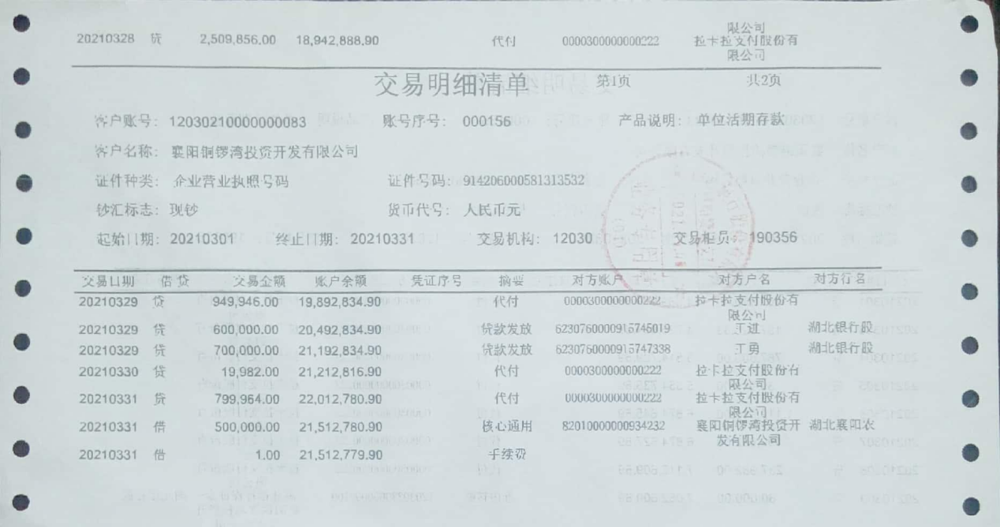 限公司
20210328 贷 2,509,856.00 18,942,888.90 代付 0000300000000222 拉卡拉支付股份有
限公司
交易明细清单 第1页 共2页
客户账号: 12030210000000083 账号序号: 000156 产品说明: 单位活期存款
客户名称: 襄阳铜锣湾投资开发有限公司
证件种类: 企业营业执照号码 证件号码: 914206000581313532
钞汇标志: 现钞 货币代号: 人民币元
起始日期: 20210301 终止日期: 20210331 交易机构: 12030 交易柜员: 190356
交易日期 借贷 交易金额 账户余额 凭证序号 摘要 对方账户 对方户名 对方行名
20210329 贷 949,946.00 19,892,834.90 代付 0000300000000222 拉卡拉支付股份有
限公司
20210329 贷 600,000.00 20,492,834.90 贷款发放 6230760000915745019 王进 湖北银行股
20210329 贷 700,000.00 21,192,834.90 贷款发放 6230760000915747338 王勇 湖北银行股
20210330 贷 19,982.00 21,212,816.90 代付 0000300000000222 拉卡拉支付股份有
限公司
20210331 贷 799,964.00 22,012,780.90 代付 0000300000000222 拉卡拉支付股份有
限公司
20210331 借 500,000.00 21,512,780.90 核心通用 82010000000934232 襄阳铜锣湾投资开 湖北襄阳农
发有限公司
20210331 借 1.00 21,512,779.90 手续费